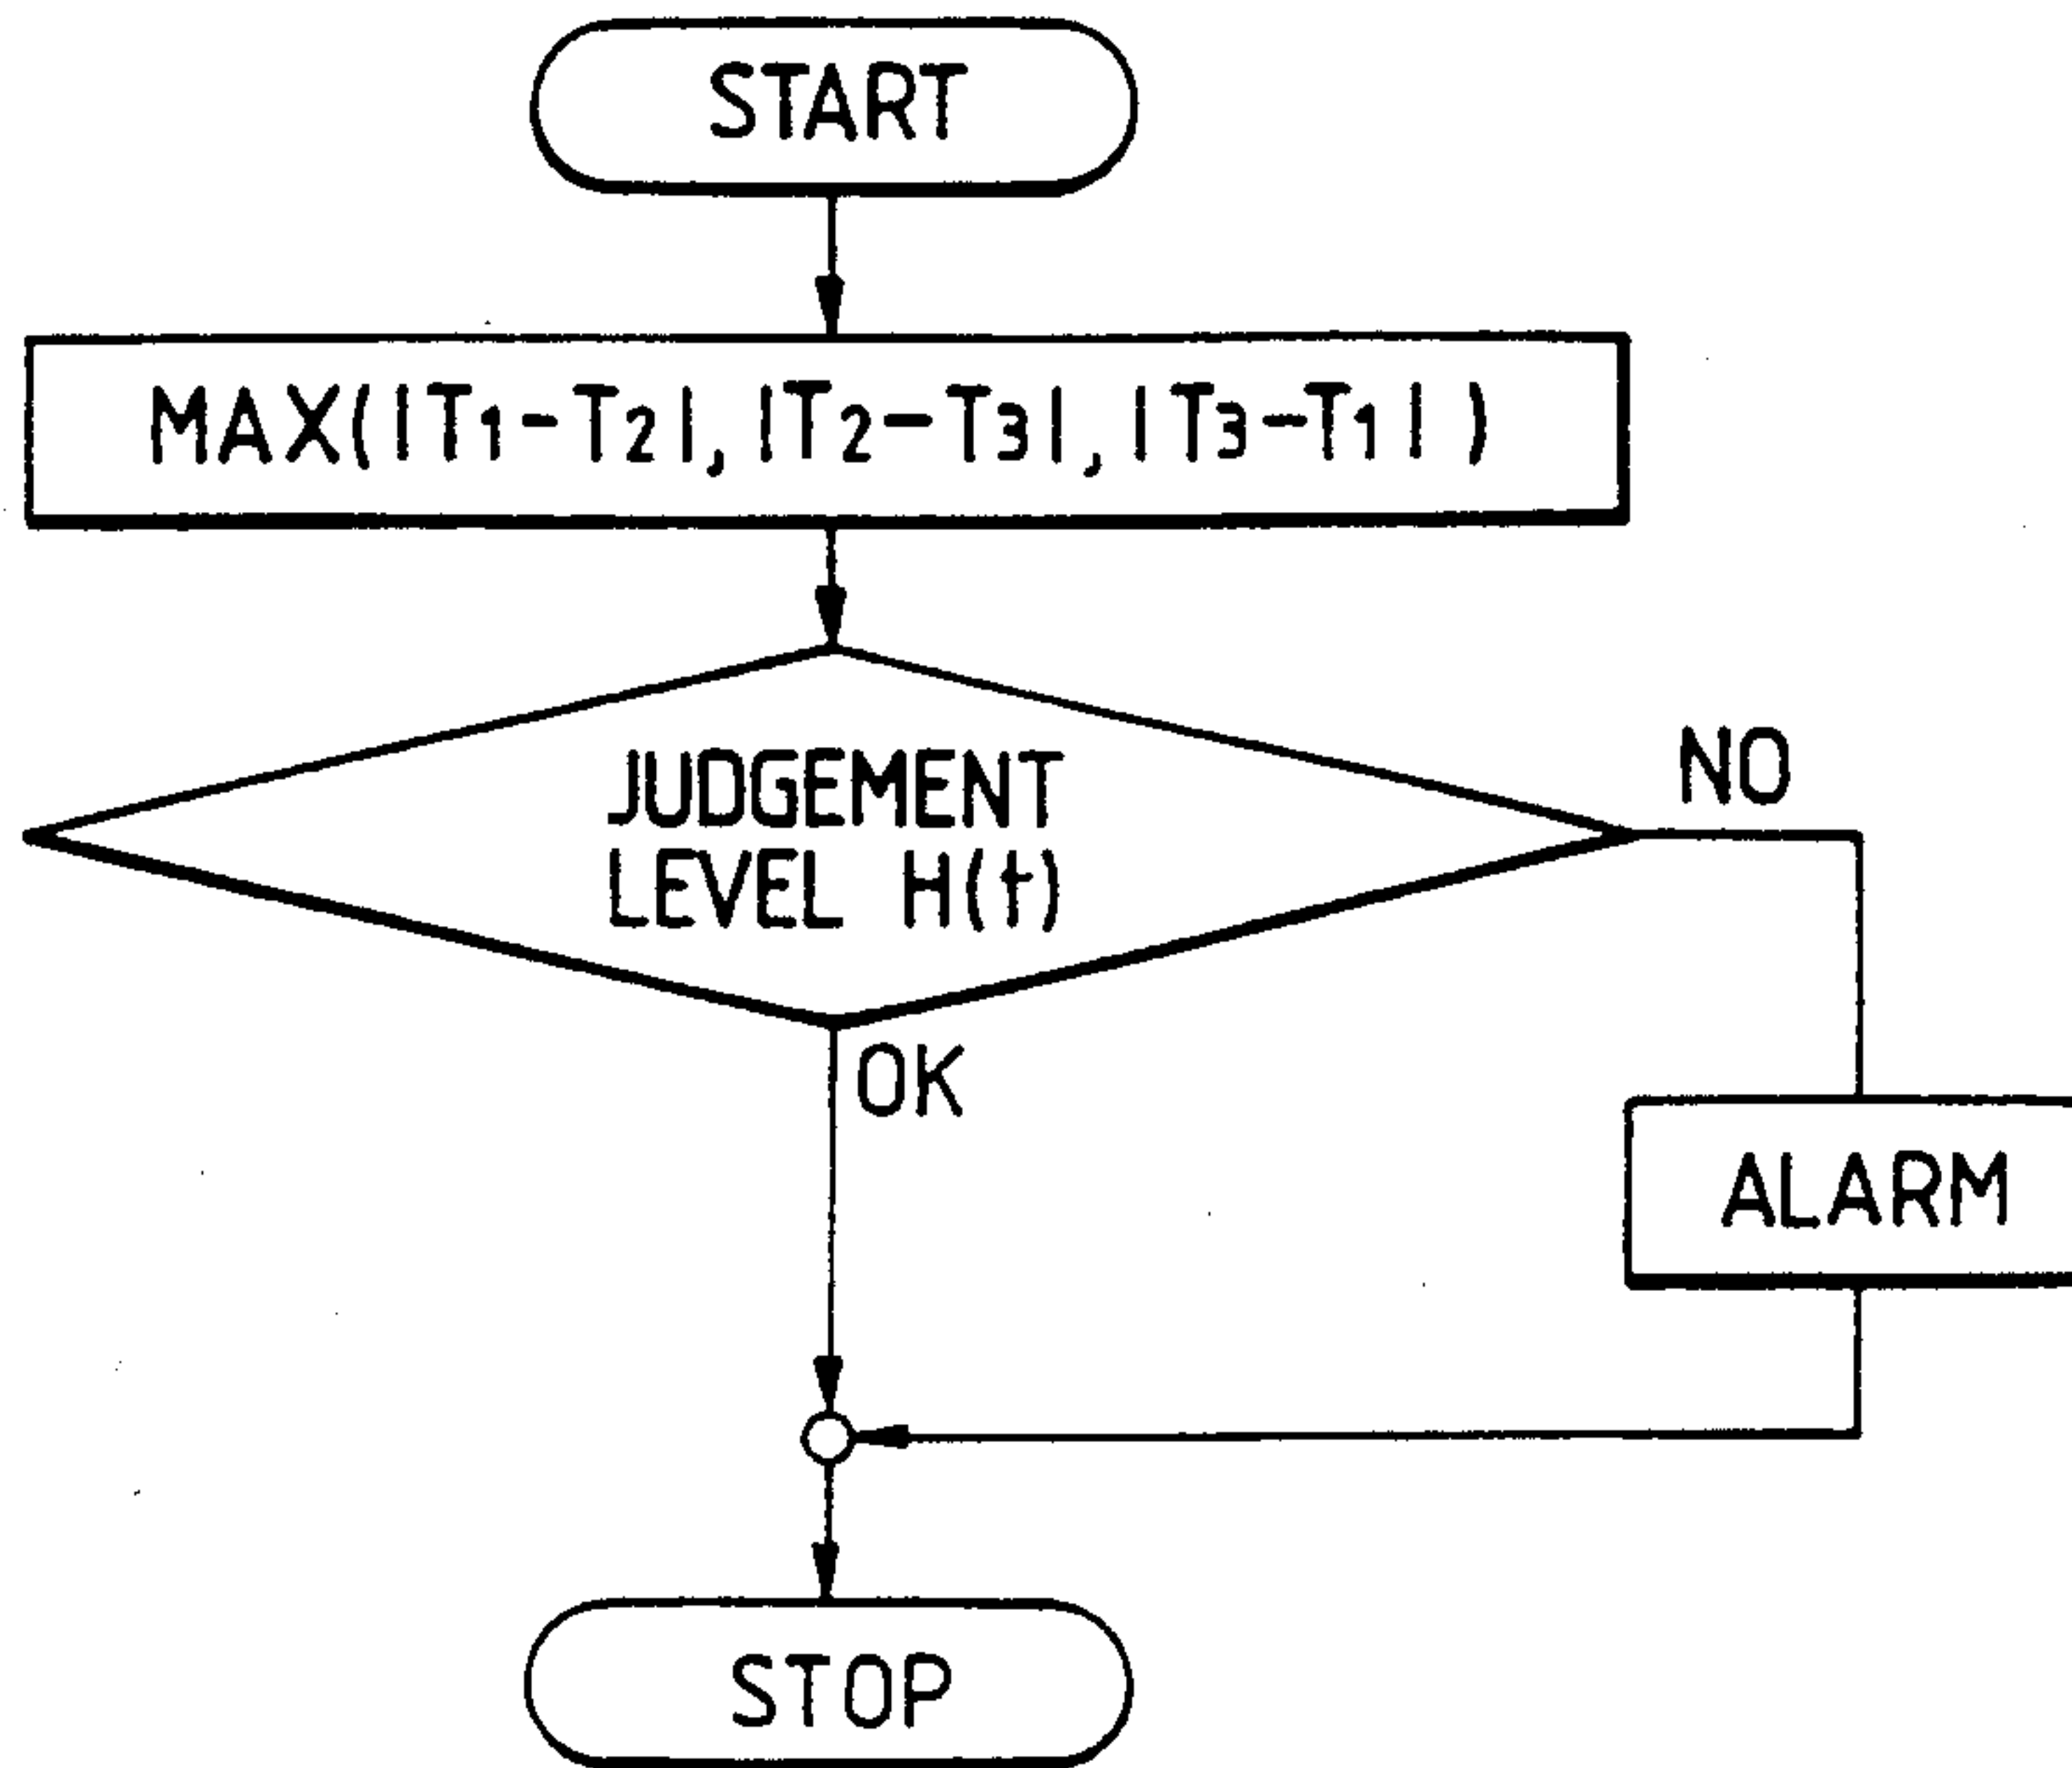 START
MAX(|T1-T2|, |T2-T3|, |T3-T1|)
JUDGEMENT
LEVEL H(t)
NO
OK
ALARM
STOP